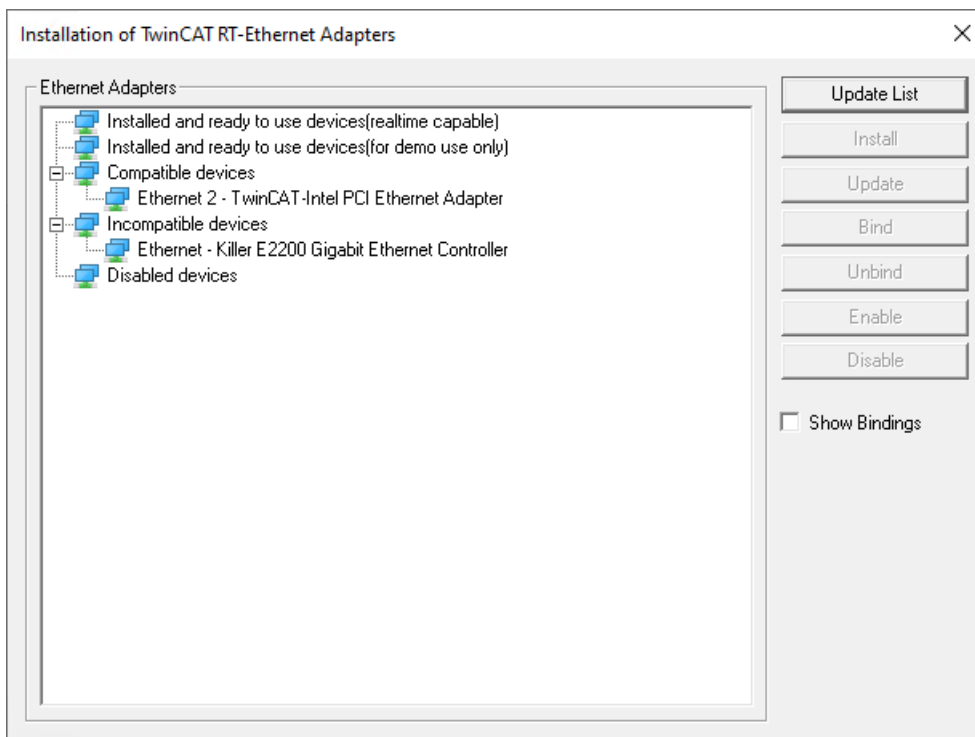 Installation of TwinCAT RT-Ethernet Adapters
Ethernet Adapters
Installed and ready to use devices(realtime capable)
Installed and ready to use devices(for demo use only)
Compatible devices
Ethernet 2 - TwinCAT-Intel PCI Ethernet Adapter
Incompatible devices
Ethernet - Killer E2200 Gigabit Ethernet Controller
Disabled devices
Update List
Install
Update
Bind
Unbind
Enable
Disable
Show Bindings